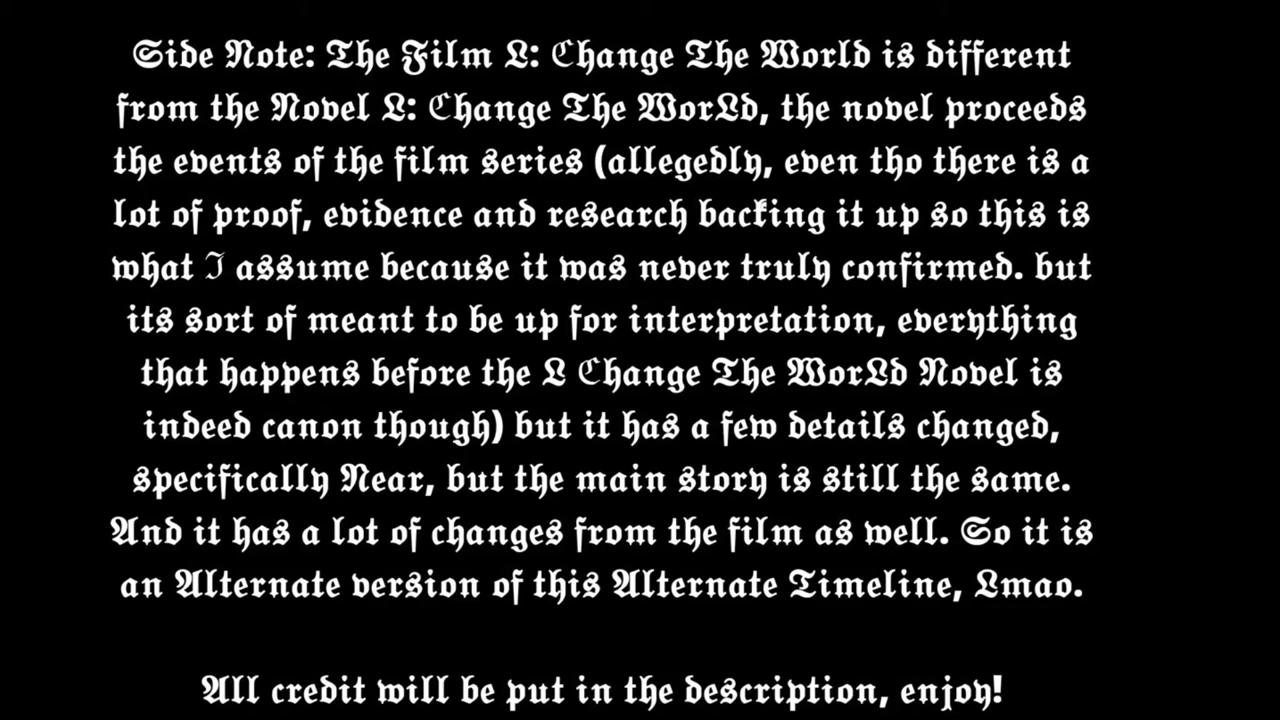 Side Note: The Film L: Change The World is different
from the Novel L: Change The WorLd, the novel proceeds
the events of the film series (allegedly, even tho there is a
lot of proof, evidence and research backing it up so this is
what I assume because it was never truly confirmed. but
its sort of meant to be up for interpretation, everything
that happens before the L Change The WorLd Novel is
indeed canon though) but it has a few details changed,
specifically Near, but the main story is still the same.
And it has a lot of changes from the film as well. So it is
an Alternate version of this Alternate Timeline, Lmao.
All credit will be put in the description, enjoy!